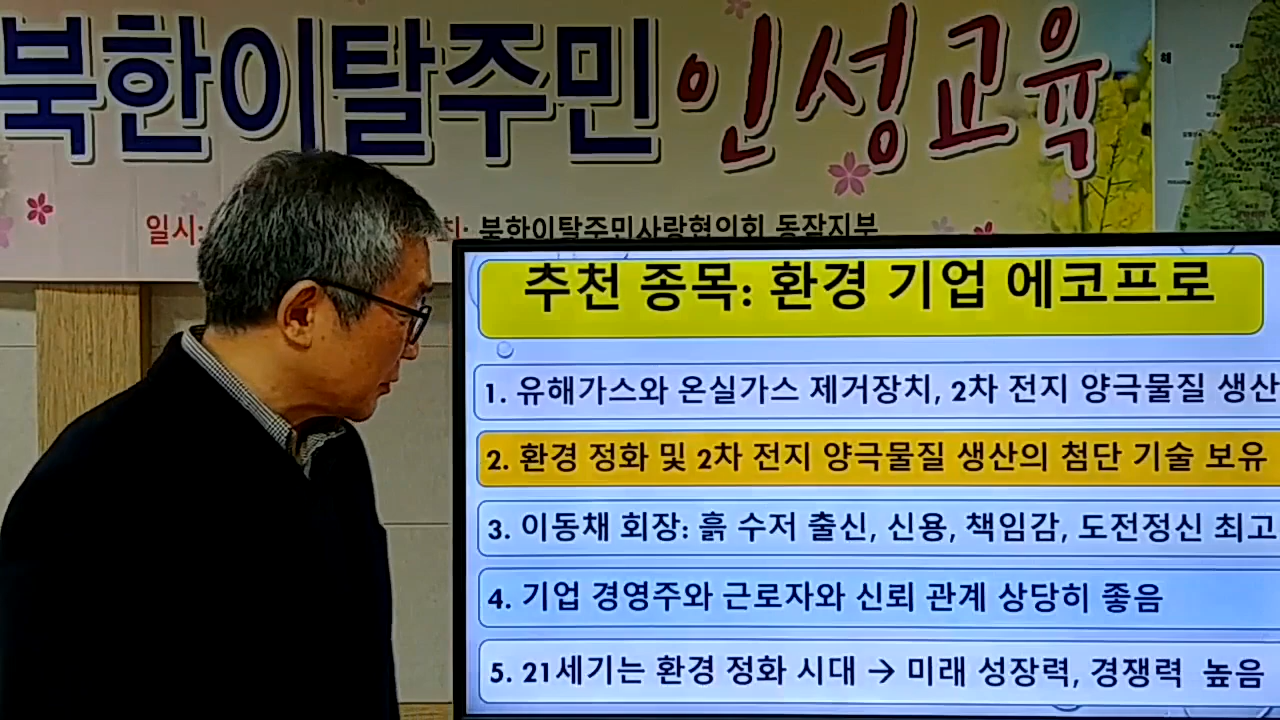 북한이탈주민 인성교육
일시· 북한이탈주민사랑협의회 동작지부
추천 종목: 환경 기업 에코프로
1. 유해가스와 온실가스 제거장치, 2차 전지 양극물질 생산
2. 환경 정화 및 2차 전지 양극물질 생산의 첨단 기술 보유
3. 이동채 회장: 흙 수저 출신, 신용, 책임감, 도전정신 최고
4. 기업 경영주와 근로자와 신뢰 관계 상당히 좋음
5. 21세기는 환경 정화 시대 → 미래 성장력, 경쟁력 높음